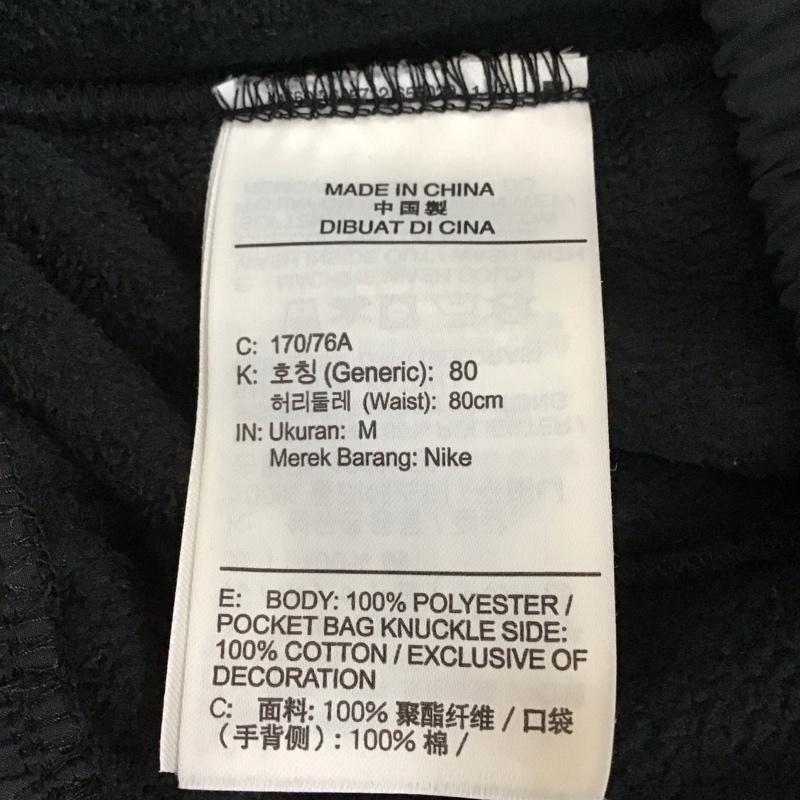 MADE IN CHINA
中国製
DIBUAT DI CINA
C: 170/76A
K: 호칭 (Generic): 80
허리둘레 (Waist): 80cm
IN: Ukuran: M
Merek Barang: Nike
E: BODY: 100% POLYESTER /
POCKET BAG KNUCKLE SIDE:
100% COTTON / EXCLUSIVE OF
DECORATION
C: 面料: 100% 聚酯纤维 / 口袋
(手背侧) : 100% 棉 /